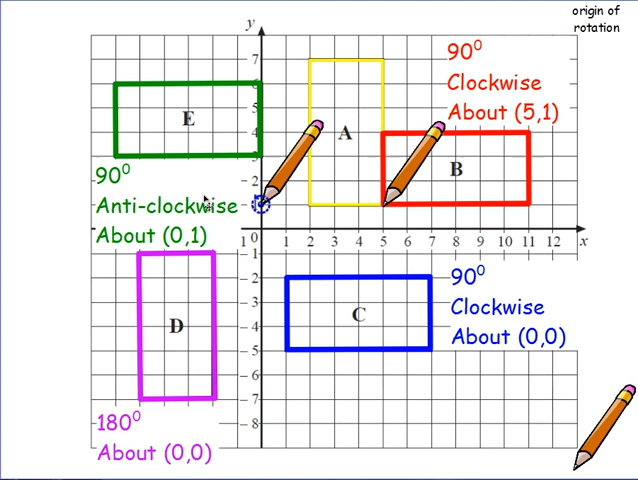 origin of
rotation
y
7
6
5
4
3
2
1
E
A
B
90⁰
Clockwise
About (5,1)
90⁰
Anti-clockwise
About (0,1)
1 0 1 2 3 4 5 6 7 8 9 10 11 12 x
– 1
– 2
– 3
– 4
– 5
– 6
– 7
– 8
D
C
90⁰
Clockwise
About (0,0)
180⁰
About (0,0)